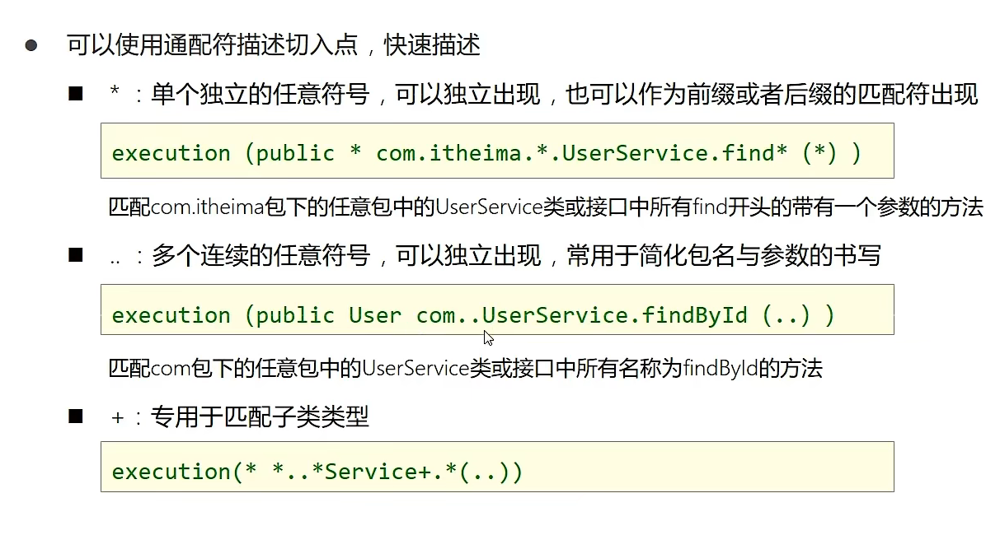 ● 可以使用通配符描述切入点，快速描述
■ * ：单个独立的任意符号，可以独立出现，也可以作为前缀或者后缀的匹配符出现
execution (public * com.itheima.*.UserService.find* (*) )
匹配com.itheima包下的任意包中的UserService类或接口中所有find开头的带有一个参数的方法
■ .. ：多个连续的任意符号，可以独立出现，常用于简化包名与参数的书写
execution (public User com..UserService.findById (..) )
匹配com包下的任意包中的UserService类或接口中所有名称为findById的方法
■ +：专用于匹配子类类型
execution(* *..*Service+.*(..))